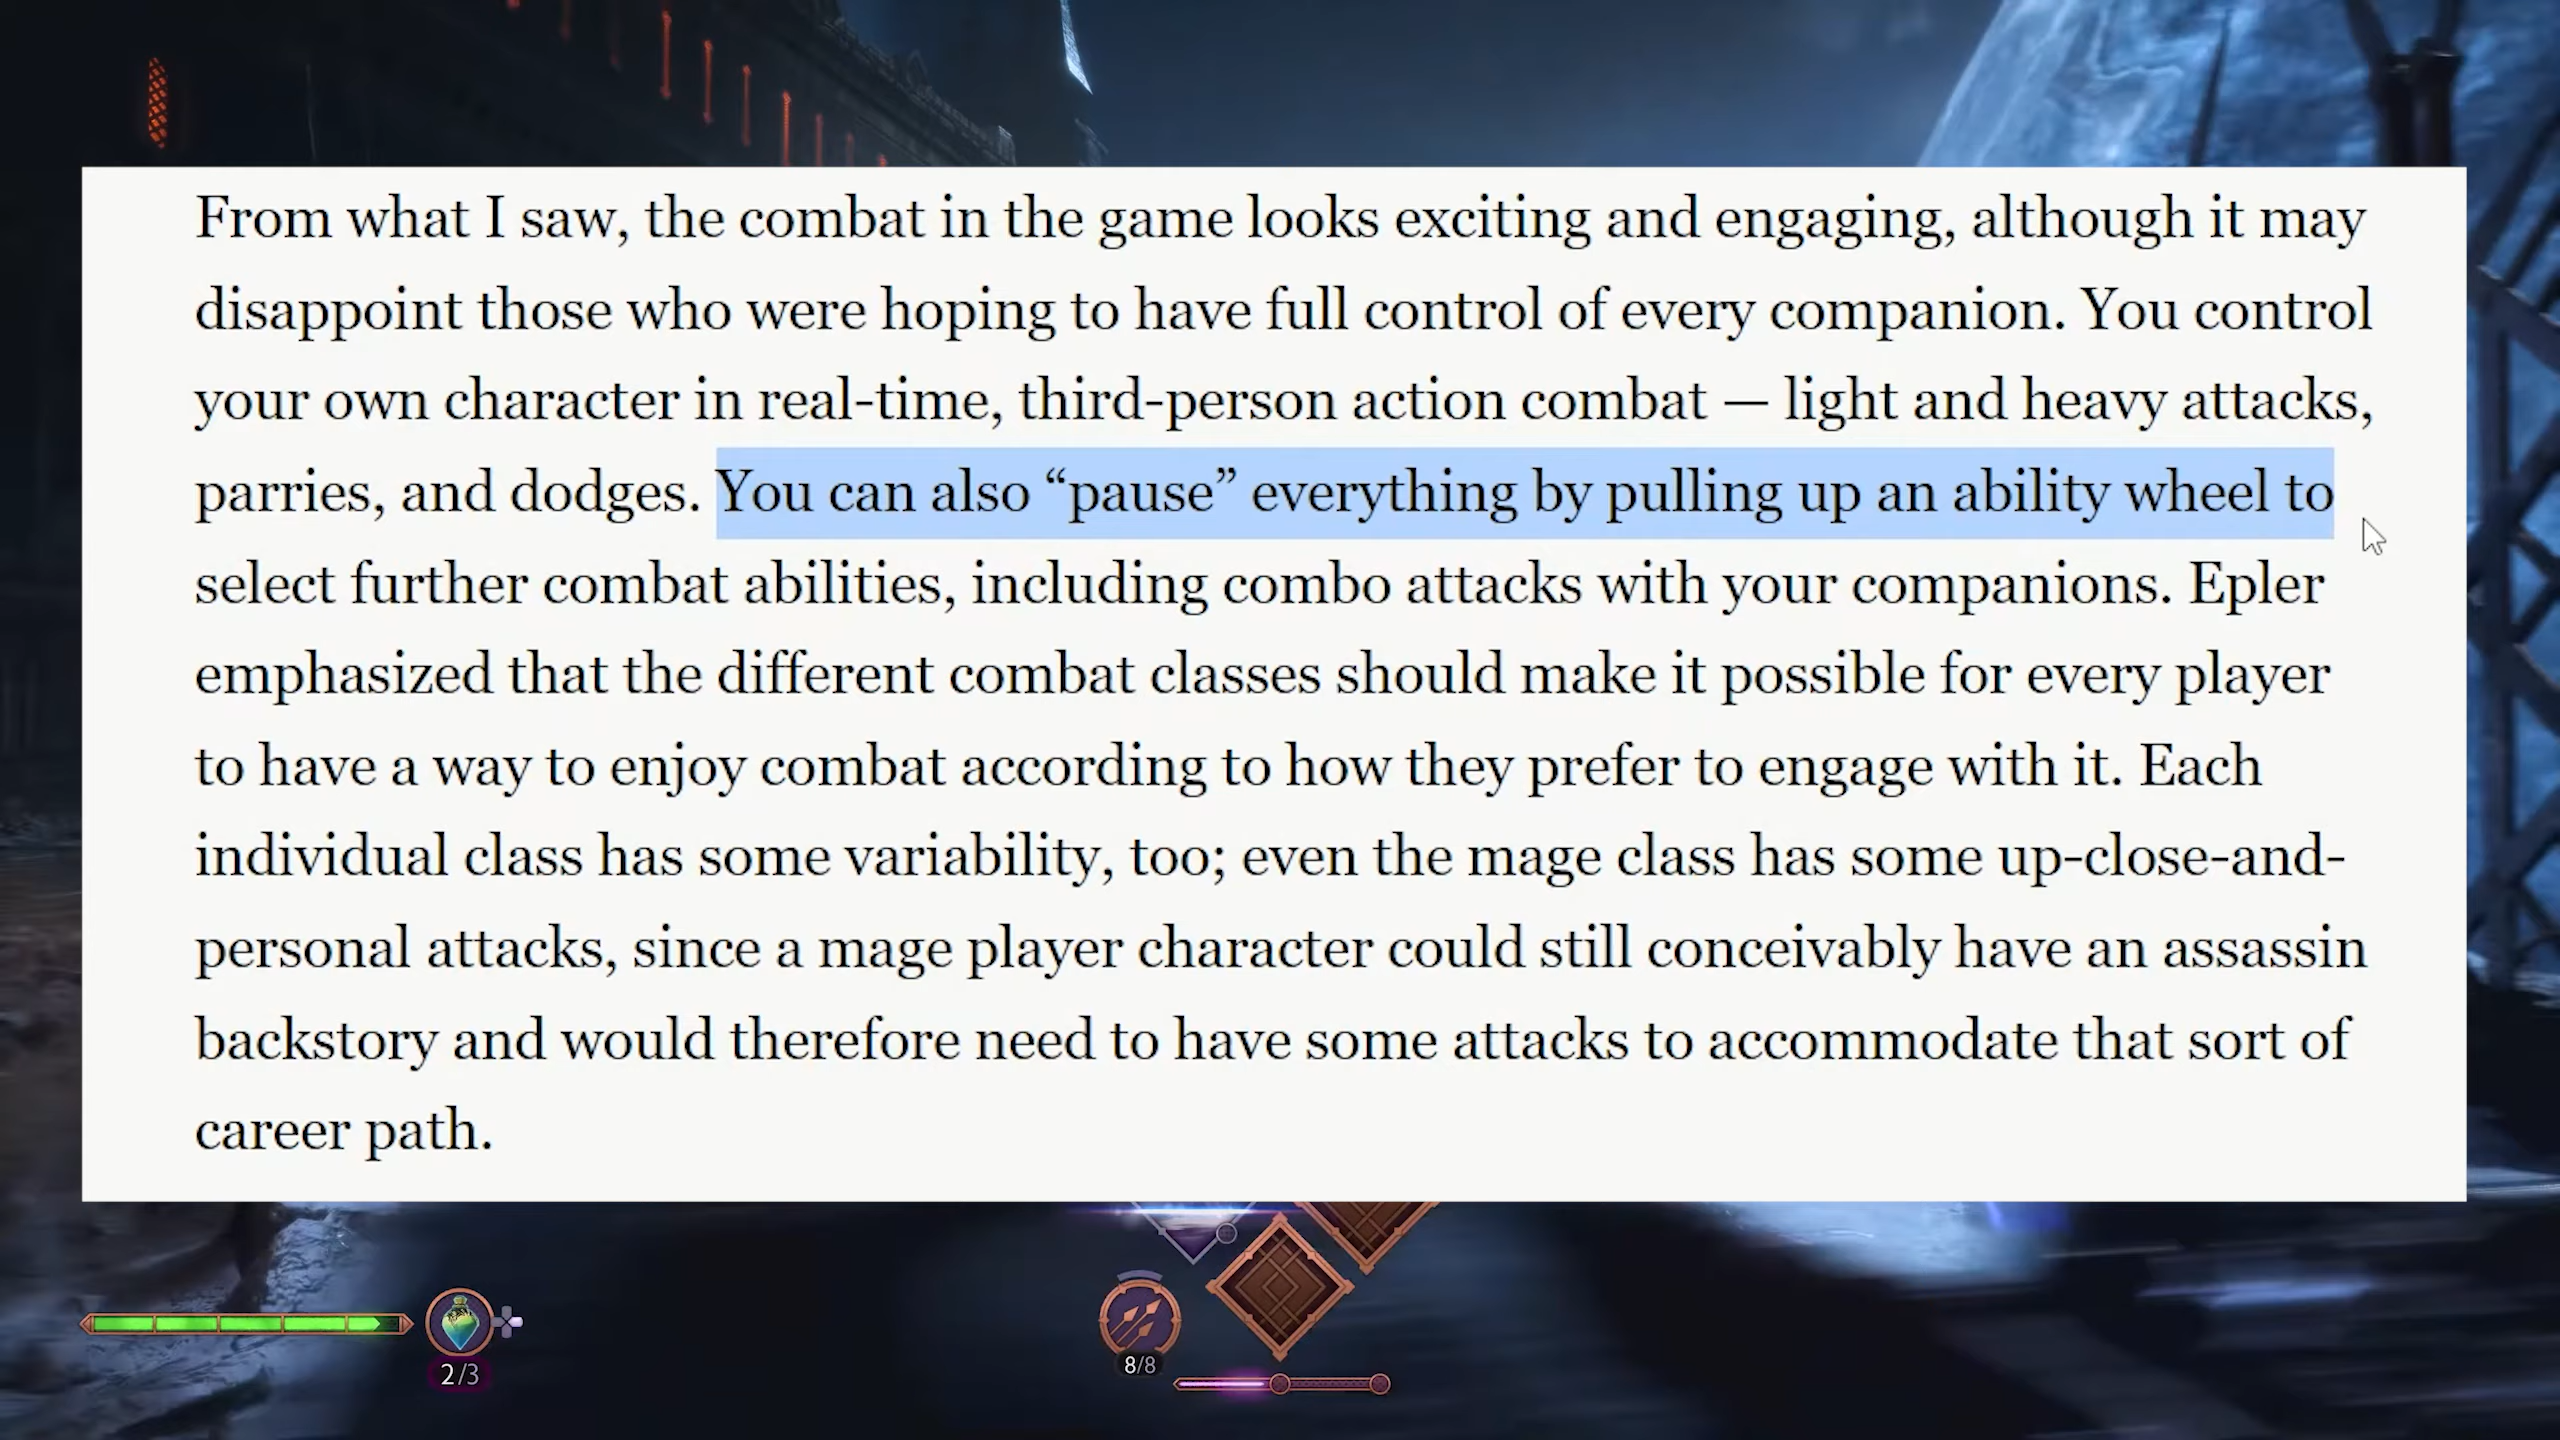 From what I saw, the combat in the game looks exciting and engaging, although it may
disappoint those who were hoping to have full control of every companion. You control
your own character in real-time, third-person action combat — light and heavy attacks,
parries, and dodges. You can also “pause” everything by pulling up an ability wheel to
select further combat abilities, including combo attacks with your companions. Epler
emphasized that the different combat classes should make it possible for every player
to have a way to enjoy combat according to how they prefer to engage with it. Each
individual class has some variability, too; even the mage class has some up-close-and-
personal attacks, since a mage player character could still conceivably have an assassin
backstory and would therefore need to have some attacks to accommodate that sort of
career path.
8/8
2/3